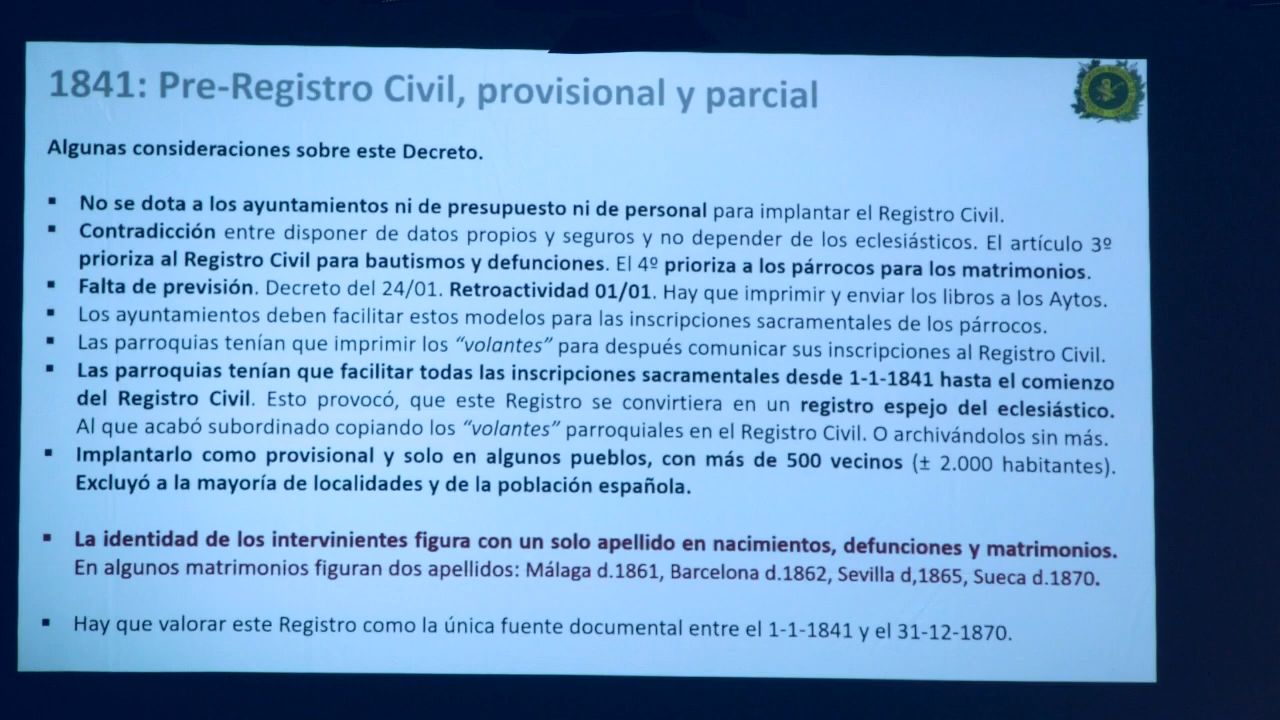 1841: Pre-Registro Civil, provisional y parcial
Algunas consideraciones sobre este Decreto.
▪ No se dota a los ayuntamientos ni de presupuesto ni de personal para implantar el Registro Civil.
▪ Contradicción entre disponer de datos propios y seguros y no depender de los eclesiásticos. El artículo 3º
prioriza al Registro Civil para bautismos y defunciones. El 4º prioriza a los párrocos para los matrimonios.
▪ Falta de previsión. Decreto del 24/01. Retroactividad 01/01. Hay que imprimir y enviar los libros a los Aytos.
▪ Los ayuntamientos deben facilitar estos modelos para las inscripciones sacramentales de los párrocos.
▪ Las parroquias tenían que imprimir los “volantes” para después comunicar sus inscripciones al Registro Civil.
▪ Las parroquias tenían que facilitar todas las inscripciones sacramentales desde 1-1-1841 hasta el comienzo
del Registro Civil. Esto provocó, que este Registro se convirtiera en un registro espejo del eclesiástico.
Al que acabó subordinado copiando los “volantes” parroquiales en el Registro Civil. O archivándolos sin más.
▪ Implantarlo como provisional y solo en algunos pueblos, con más de 500 vecinos (± 2.000 habitantes).
Excluyó a la mayoría de localidades y de la población española.
▪ La identidad de los intervinientes figura con un solo apellido en nacimientos, defunciones y matrimonios.
En algunos matrimonios figuran dos apellidos: Málaga d.1861, Barcelona d.1862, Sevilla d,1865, Sueca d.1870.
▪ Hay que valorar este Registro como la única fuente documental entre el 1-1-1841 y el 31-12-1870.